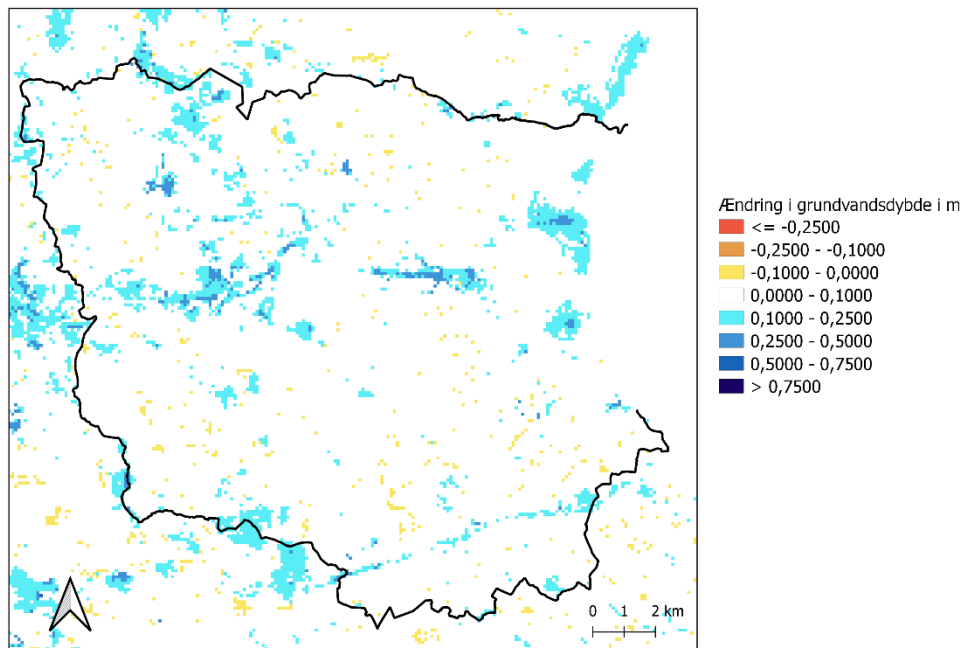 Ændring i grundvandsdybde i m
<= -0,2500
-0,2500 - -0,1000
-0,1000 - 0,0000
0,0000 - 0,1000
0,1000 - 0,2500
0,2500 - 0,5000
0,5000 - 0,7500
> 0,7500
0 1 2 km